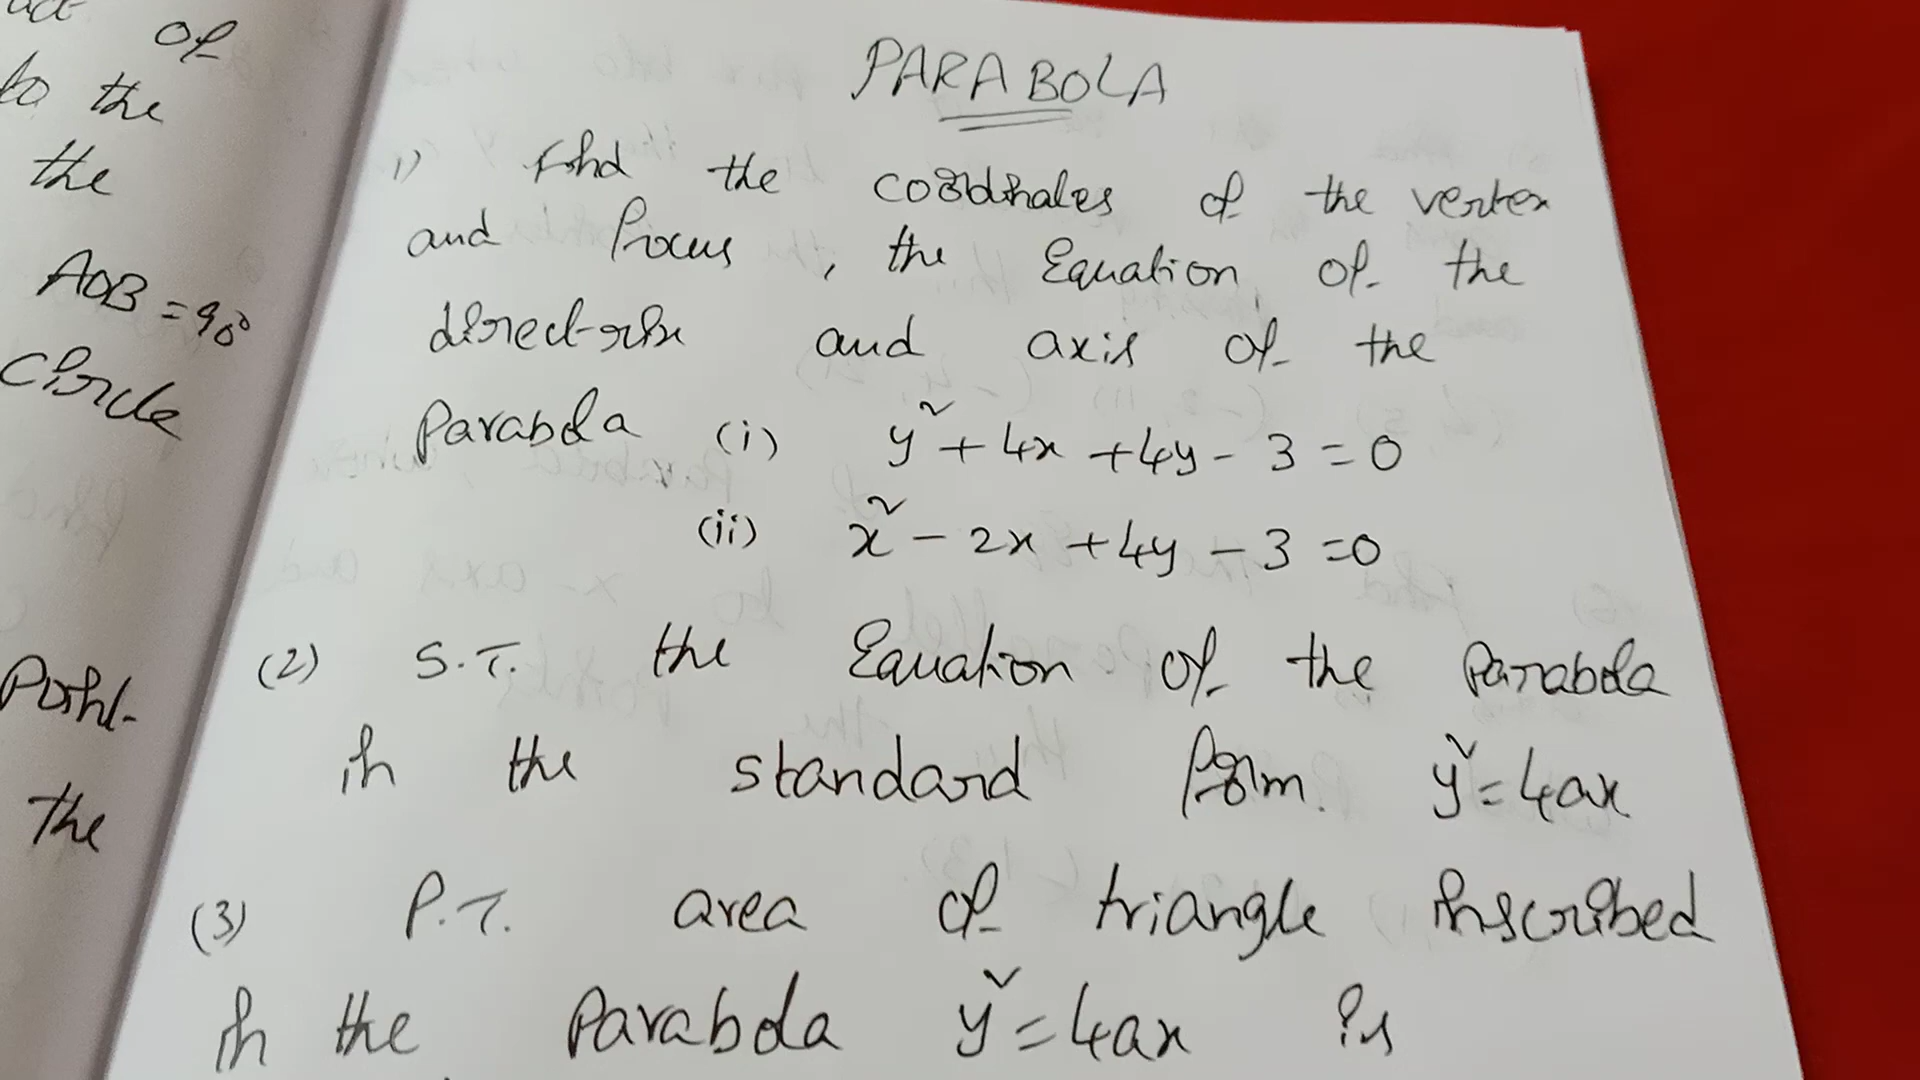 of
to the
the
AOB = 90°
Circle
Point
the
PARABOLA
1) Find the coordinates of the vertex
and focus, the Equation of the
directrix and axis of the
Parabola (i) y² + 4x + 4y - 3 = 0
(ii) x² - 2x + 4y - 3 = 0
(2) S.T. the Equation of the Parabola
in the standard form y² = 4ax
(3) P.T. area of triangle inscribed
in the Parabola y² = 4ax is